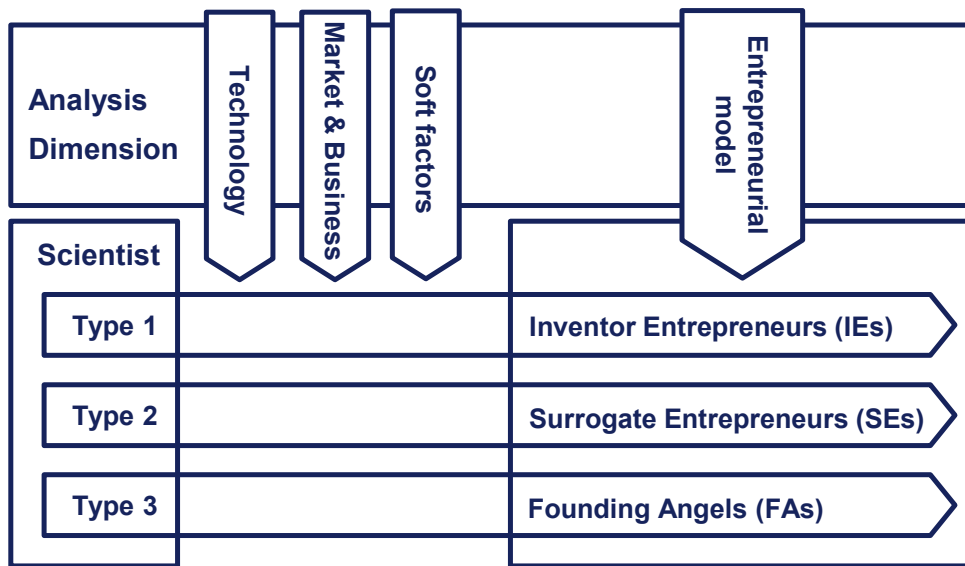 Analysis
Dimension
Technology
Market & Business
Soft factors
Entrepreneurial
model
Scientist
Type 1
Inventor Entrepreneurs (IEs)
Type 2
Surrogate Entrepreneurs (SEs)
Type 3
Founding Angels (FAs)